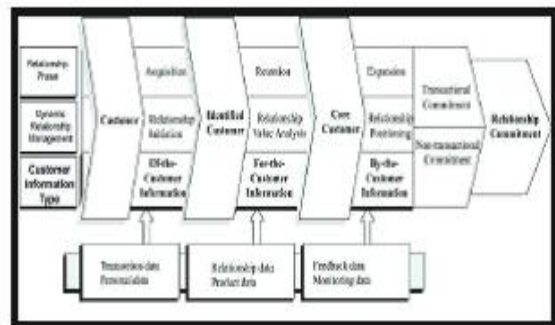 Relationship
Phase
Acquisition
Retention
Expansion
Dynamic
Relationship
Management
Customer
Relationship
Initiation
Identified
Customer
Relationship
Value Analysis
Core
Customer
Relationship
Positioning
Transactional
Commitment
Non-transactional
Commitment
Relationship
Commitment
Customer
Information
Type
Of-the-
Customer
Information
For-the-
Customer
Information
By-the-
Customer
Information
Transaction data
Personal data
Relationship data
Product data
Feedback data
Monitoring data